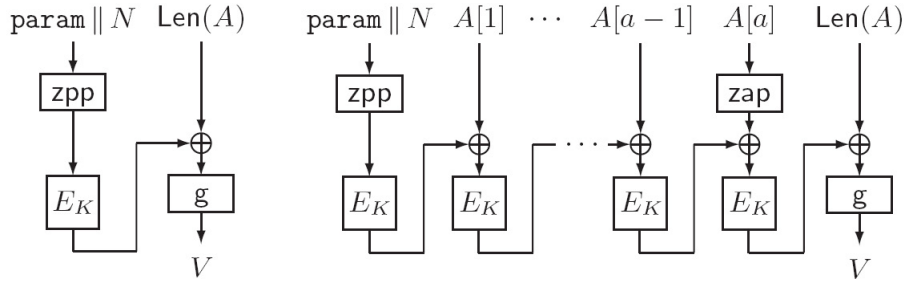 param ∥ N Len(A)
zpp
E_K
g
V
param ∥ N A[1] ⋯ A[a − 1] A[a] Len(A)
zpp zap
⋯
E_K E_K E_K E_K g
V